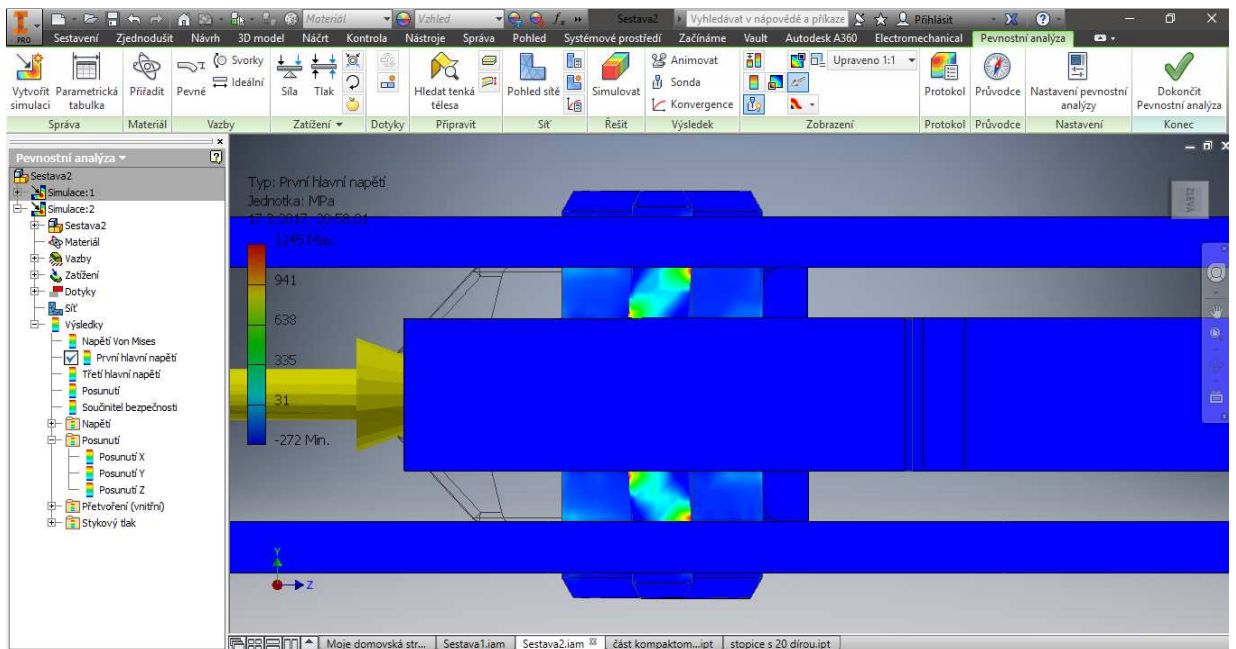 PRO
Materiál Vzhled Sestava2 Vyhledávat v nápovědě a příkaze Přihlásit
Sestavení Zjednodušit Návrh 3D model Náčrt Kontrola Nástroje Správa Pohled Systémové prostředí Začínáme Vault Autodesk A360 Electromechanical Pevnostní analýza
Vytvořit simulaci
Parametrická tabulka
Přiřadit
Pevné
Svorky
Ideální
Síla
Tlak
Hledat tenká tělesa
Pohled sítě
Simulovat
Animovat
Sonda
Konvergence
Upraveno 1:1
Protokol
Průvodce
Nastavení pevnostní analýzy
Dokončit Pevnostní analýza
Správa Materiál Vazby Zatížení Dotyky Připravit Síť Řešit Výsledek Zobrazení Protokol Průvodce Nastavení Konec
Pevnostní analýza
Sestava2
Simulace:1
Simulace:2
Sestava2
Materiál
Vazby
Zatížení
Dotyky
Síť
Výsledky
Napětí Von Mises
První hlavní napětí
Třetí hlavní napětí
Posunutí
Součinitel bezpečnosti
Napětí
Posunutí
Posunutí X
Posunutí Y
Posunutí Z
Přetvoření (vnitřní)
Stykový tlak
Typ: První hlavní napětí
Jednotka: MPa
1245 Max.
941
638
335
31
-272 Min.
ZLEVA
Y
Z
Moje domovská str... Sestava1.iam Sestava2.iam část kompaktom...ipt stopice s 20 dírou.ipt